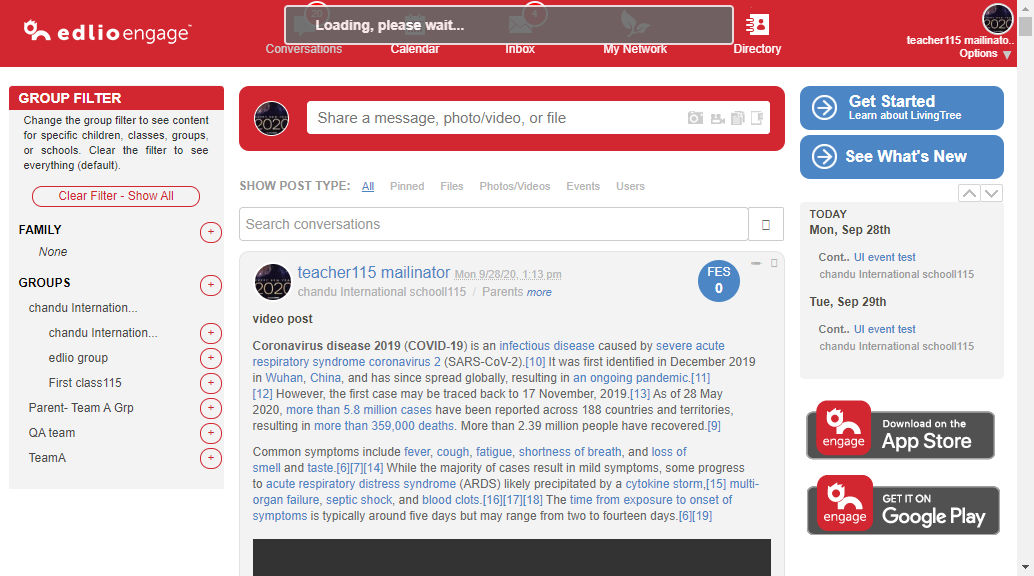 edlio engage™
20
4
Loading, please wait...
Conversations
Calendar
Inbox
My Network
Directory
teacher115 mailinato..
Options ▼
GROUP FILTER
Change the group filter to see content
for specific children, classes, groups,
or schools. Clear the filter to see
everything (default).
Clear Filter - Show All
FAMILY
None
GROUPS
chandu Internation...
chandu Internation...
edlio group
First class115
Parent- Team A Grp
QA team
TeamA
2020
Share a message, photo/video, or file
SHOW POST TYPE: All Pinned Files Photos/Videos Events Users
Search conversations
teacher115 mailinator Mon 9/28/20, 1:13 pm
chandu International schooll115 / Parents more
FES
0
video post
Coronavirus disease 2019 (COVID-19) is an infectious disease caused by severe acute
respiratory syndrome coronavirus 2 (SARS-CoV-2).[10] It was first identified in December 2019
in Wuhan, China, and has since spread globally, resulting in an ongoing pandemic.[11]
[12] However, the first case may be traced back to 17 November, 2019.[13] As of 28 May
2020, more than 5.8 million cases have been reported across 188 countries and territories,
resulting in more than 359,000 deaths. More than 2.39 million people have recovered.[9]
Common symptoms include fever, cough, fatigue, shortness of breath, and loss of
smell and taste.[6][7][14] While the majority of cases result in mild symptoms, some progress
to acute respiratory distress syndrome (ARDS) likely precipitated by a cytokine storm,[15] multi-
organ failure, septic shock, and blood clots.[16][17][18] The time from exposure to onset of
symptoms is typically around five days but may range from two to fourteen days.[6][19]
Get Started
Learn about LivingTree
See What's New
TODAY
Mon, Sep 28th
Cont.. UI event test
chandu International schooll115
Tue, Sep 29th
Cont.. UI event test
chandu International schooll115
engage
Download on the
App Store
engage
GET IT ON
Google Play